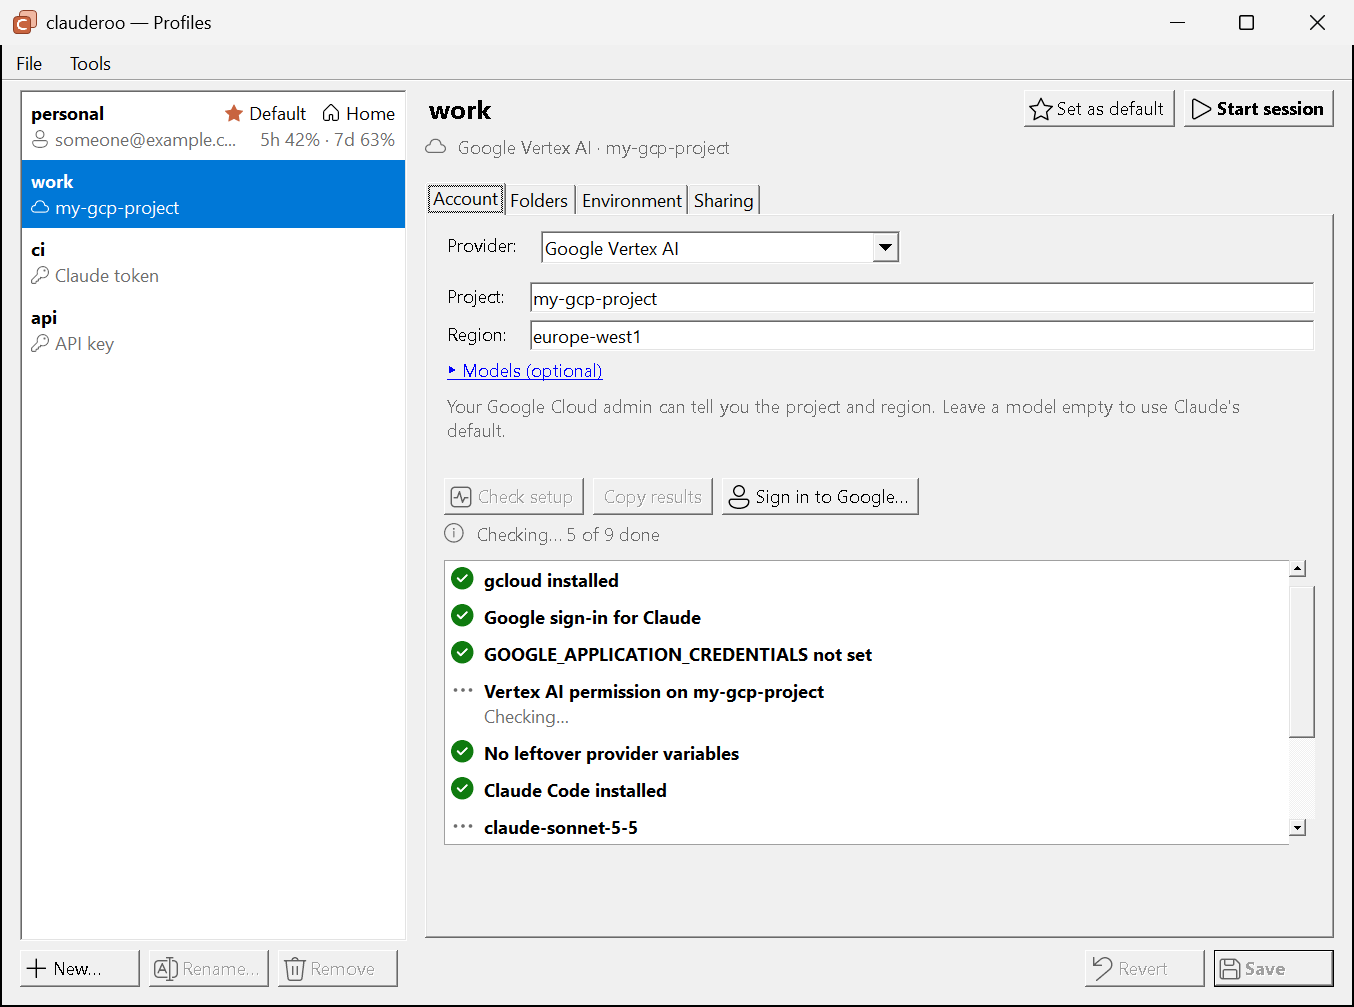 clauderoo — Profiles
File Tools
personal Default Home
someone@example.c... 5h 42% · 7d 63%
work
my-gcp-project
ci
Claude token
api
API key
New...
Rename...
Remove
work
Set as default
Start session
Google Vertex AI · my-gcp-project
Account Folders Environment Sharing
Provider: Google Vertex AI
Project: my-gcp-project
Region: europe-west1
Models (optional)
Your Google Cloud admin can tell you the project and region. Leave a model empty to use Claude's
default.
Check setup Copy results Sign in to Google...
Checking... 5 of 9 done
gcloud installed
Google sign-in for Claude
GOOGLE_APPLICATION_CREDENTIALS not set
Vertex AI permission on my-gcp-project
Checking...
No leftover provider variables
Claude Code installed
claude-sonnet-5-5
Revert
Save